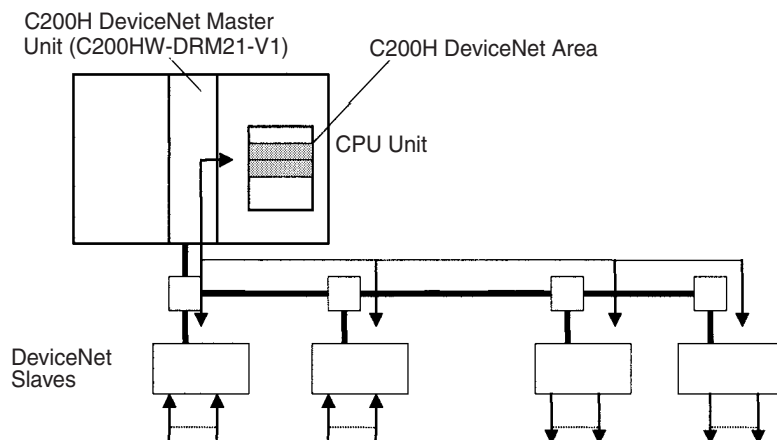 C200H DeviceNet Master
Unit (C200HW-DRM21-V1)
C200H DeviceNet Area
CPU Unit
DeviceNet
Slaves